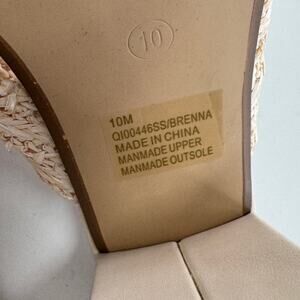 10
10M
QI00446SS/BRENNA
MADE IN CHINA
MANMADE UPPER
MANMADE OUTSOLE